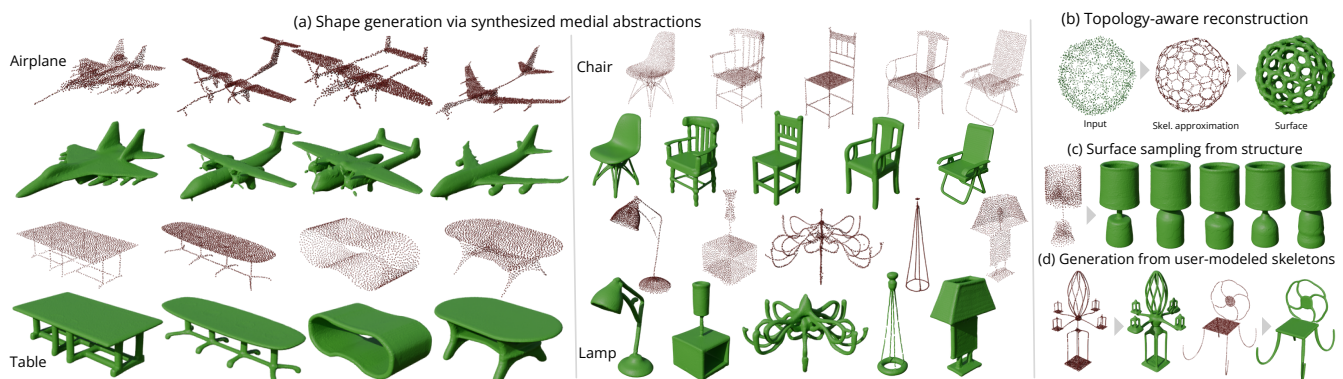 (a) Shape generation via synthesized medial abstractions
Airplane
Table
Chair
Lamp
(b) Topology-aware reconstruction
Input
Skel. approximation
Surface
(c) Surface sampling from structure
(d) Generation from user-modeled skeletons